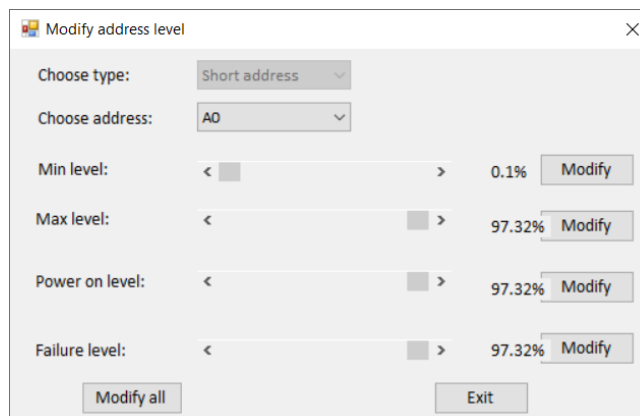 Modify address level
Choose type: Short address
Choose address: A0
Min level: 0.1% Modify
Max level: 97.32% Modify
Power on level: 97.32% Modify
Failure level: 97.32% Modify
Modify all Exit